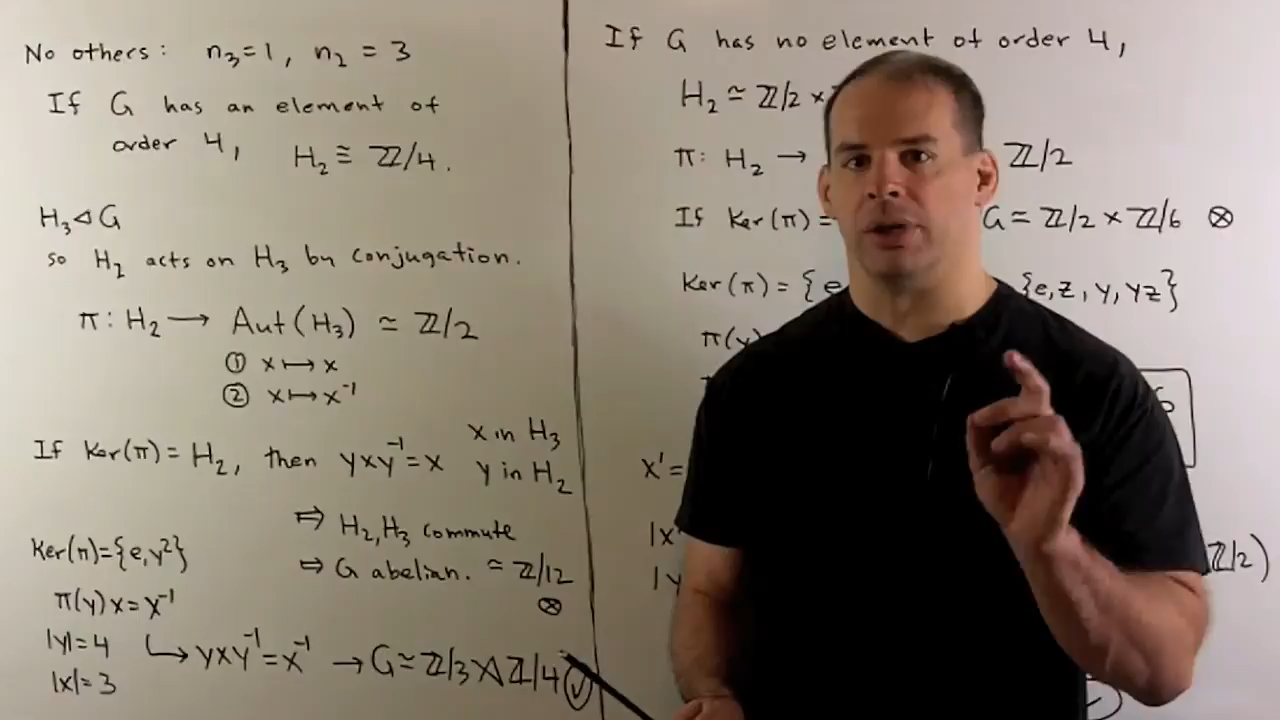 No others: n₃=1, n₂ = 3
If G has an element of
order 4, H₂ ≅ ℤ/4.
H₃ ⊲ G
so H₂ acts on H₃ by conjugation.
π: H₂ → Aut(H₃) ≃ ℤ/2
① x ↦ x
② x ↦ x⁻¹
If Ker(π) = H₂, then yxy⁻¹=x x in H₃
y in H₂
⇒ H₂,H₃ commute
⇒ G abelian. ≃ ℤ/12
⊗
Ker(π)={e,y²}
π(y)x=x⁻¹
|y|=4
|x|=3
↳ yxy⁻¹=x⁻¹ → G ≃ ℤ/3 ⋊ ℤ/4 ✓
If G has no element of order 4,
H₂ ≃ ℤ/2 ×
π: H₂ → ℤ/2
If Ker(π) = G = ℤ/2 × ℤ/6 ⊗
Ker(π) = {e {e,z,y,yz}
π(y)
x' =
|x
|y ℤ/2)